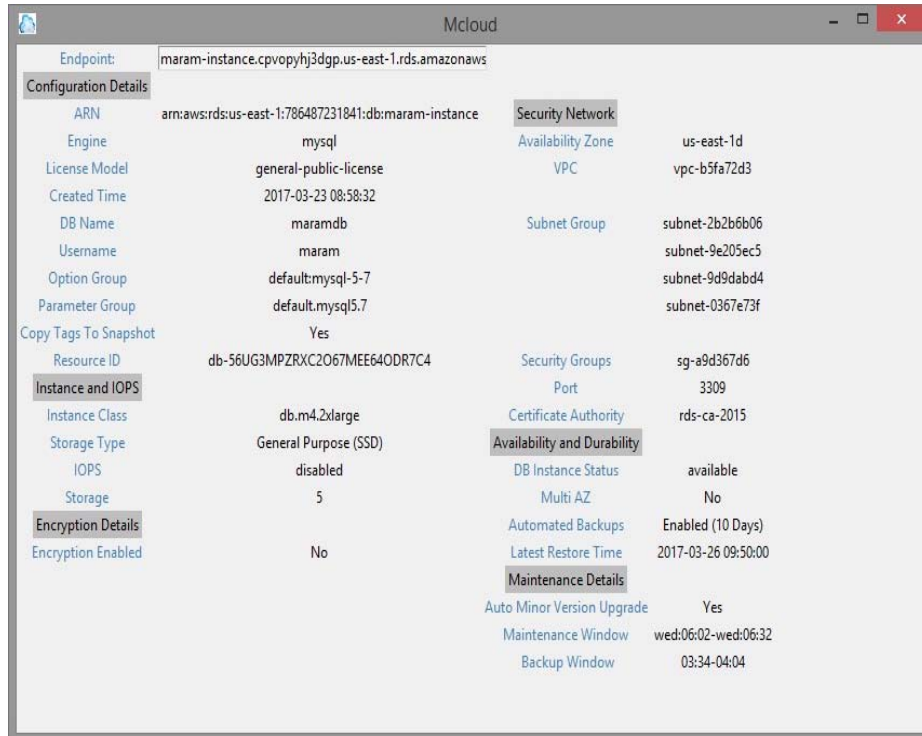 Mcloud
Endpoint: maram-instance.cpvopyhj3dgp.us-east-1.rds.amazonaws
Configuration Details
ARN arn:aws:rds:us-east-1:786487231841:db:maram-instance
Engine mysql
License Model general-public-license
Created Time 2017-03-23 08:58:32
DB Name maramdb
Username maram
Option Group default:mysql-5-7
Parameter Group default.mysql5.7
Copy Tags To Snapshot Yes
Resource ID db-56UG3MPZRXC2O67MEE64ODR7C4
Instance and IOPS
Instance Class db.m4.2xlarge
Storage Type General Purpose (SSD)
IOPS disabled
Storage 5
Encryption Details
Encryption Enabled No
Security Network
Availability Zone us-east-1d
VPC vpc-b5fa72d3
Subnet Group subnet-2b2b6b06
subnet-9e205ec5
subnet-9d9dabd4
subnet-0367e73f
Security Groups sg-a9d367d6
Port 3309
Certificate Authority rds-ca-2015
Availability and Durability
DB Instance Status available
Multi AZ No
Automated Backups Enabled (10 Days)
Latest Restore Time 2017-03-26 09:50:00
Maintenance Details
Auto Minor Version Upgrade Yes
Maintenance Window wed:06:02-wed:06:32
Backup Window 03:34-04:04